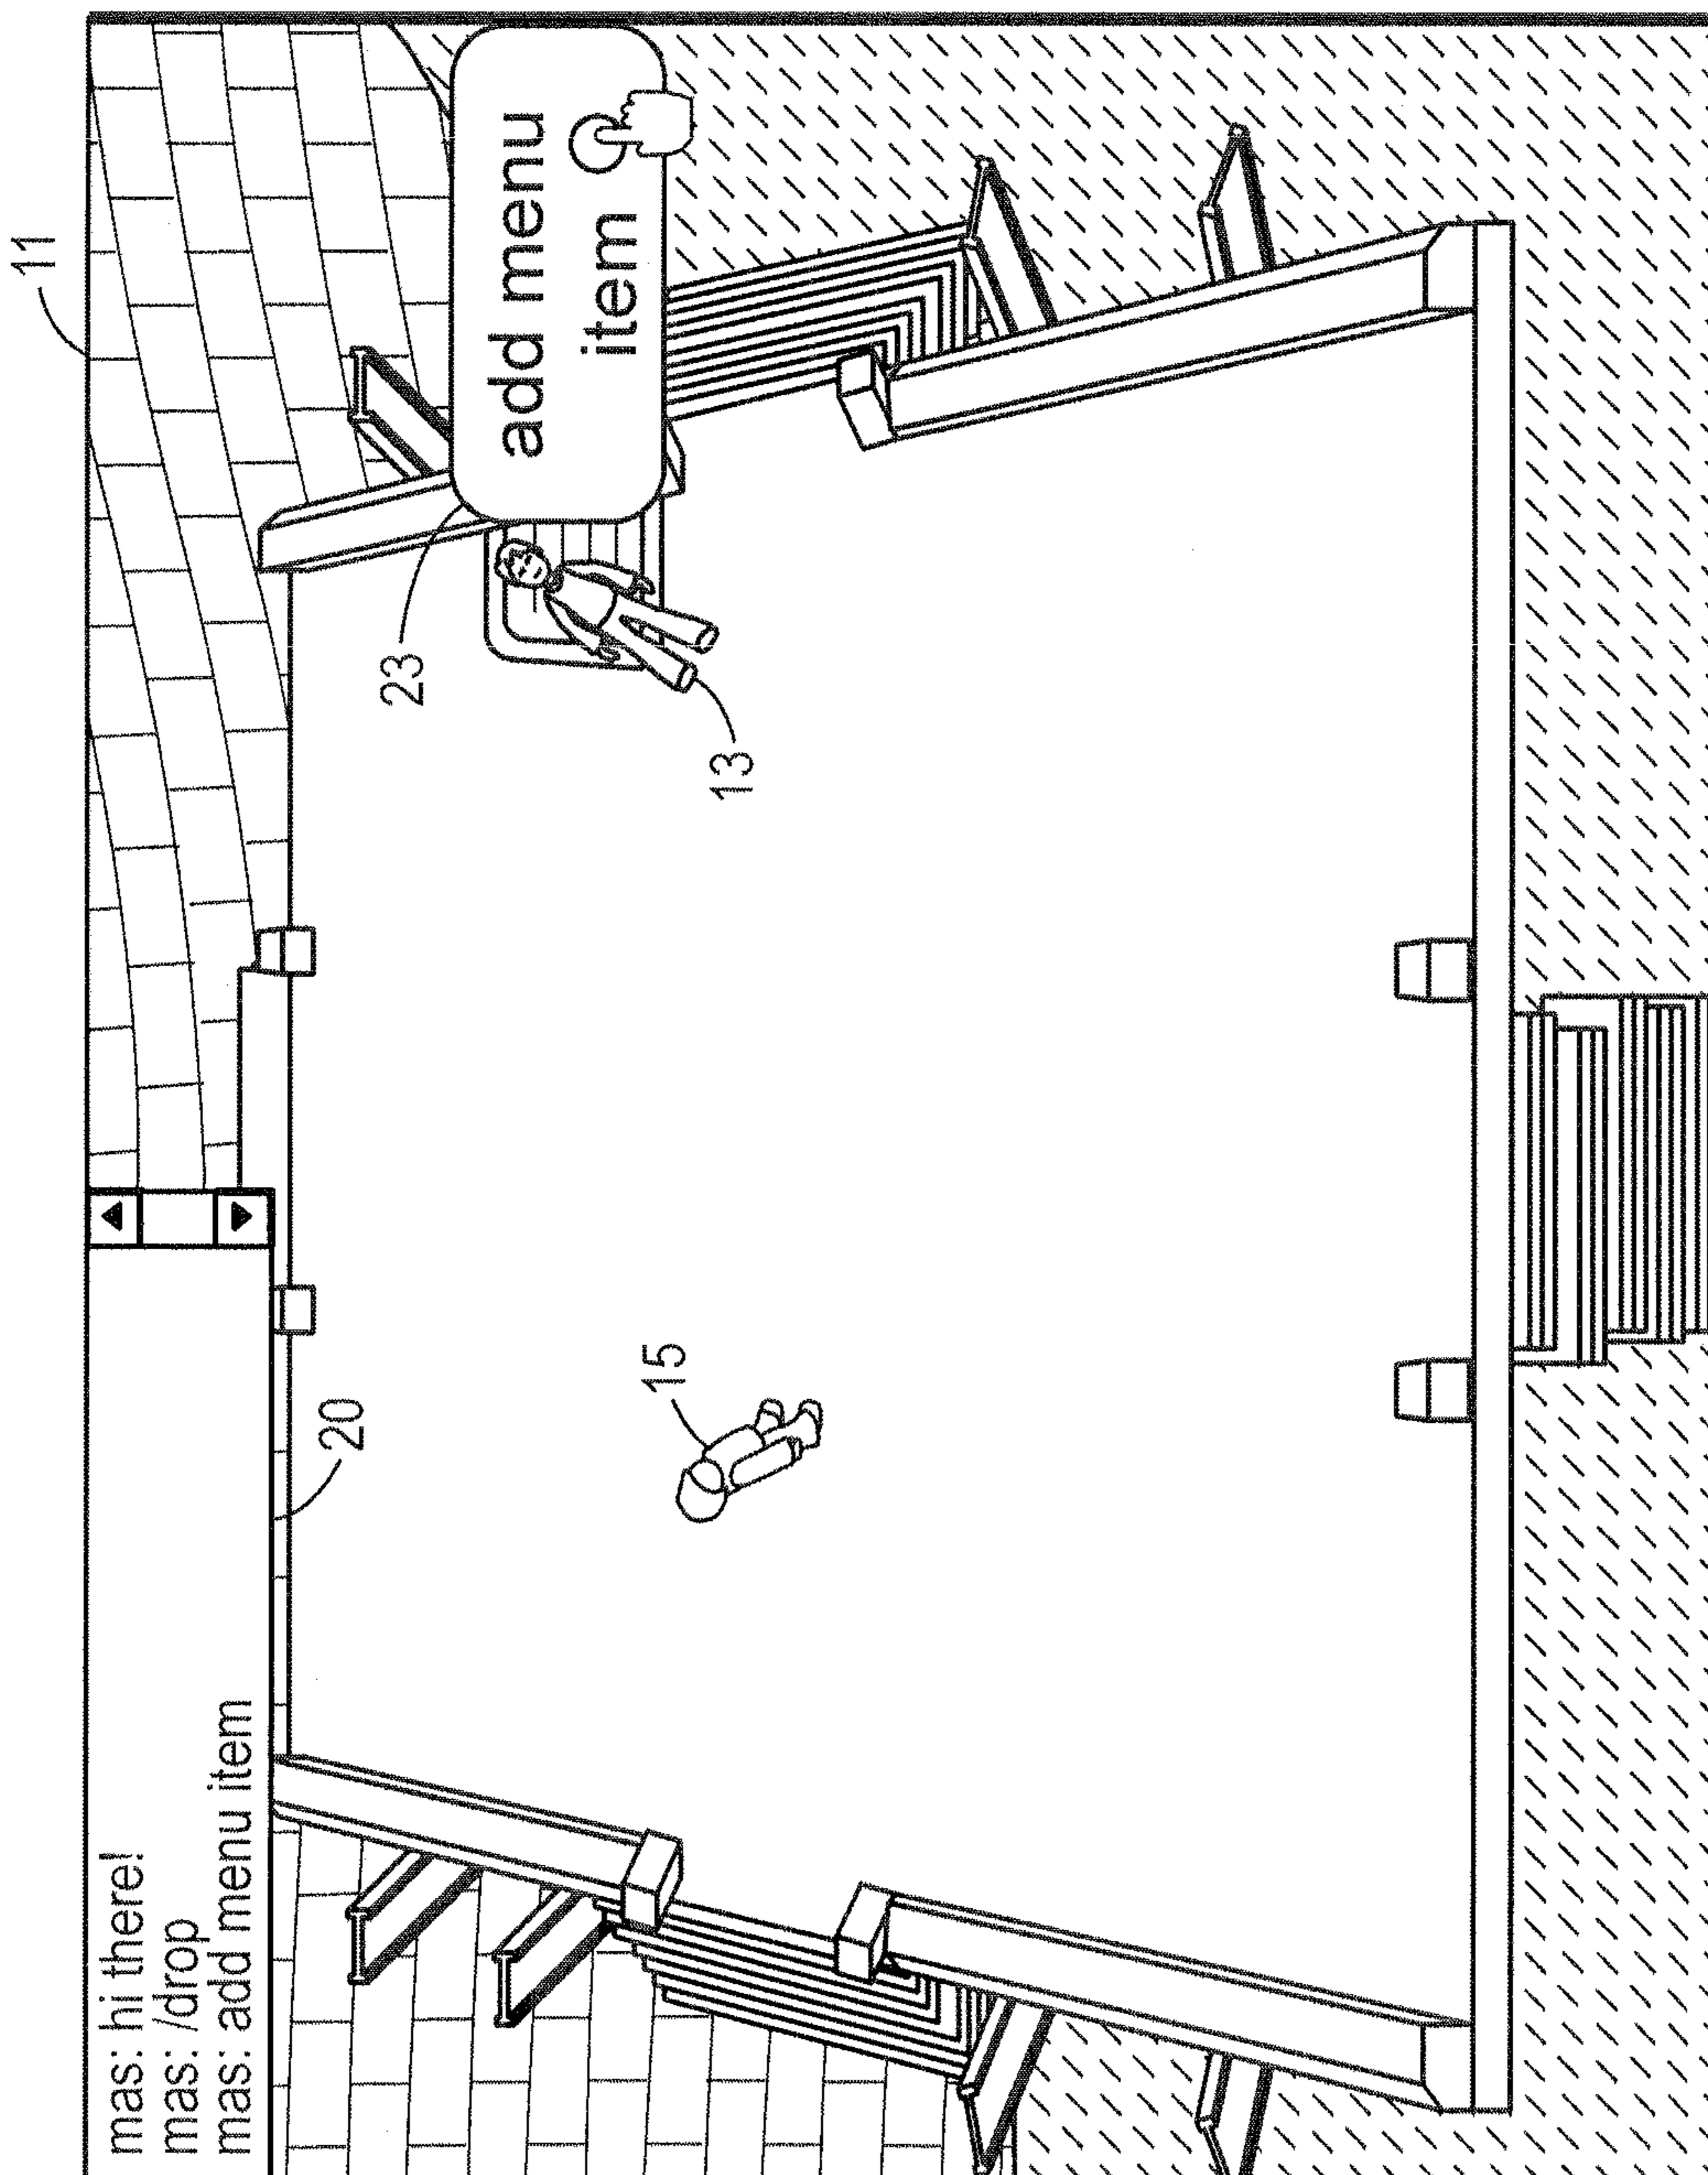 11
mas: hi there!
mas: /drop
mas: add menu item
20
add menu
item
23
13
15